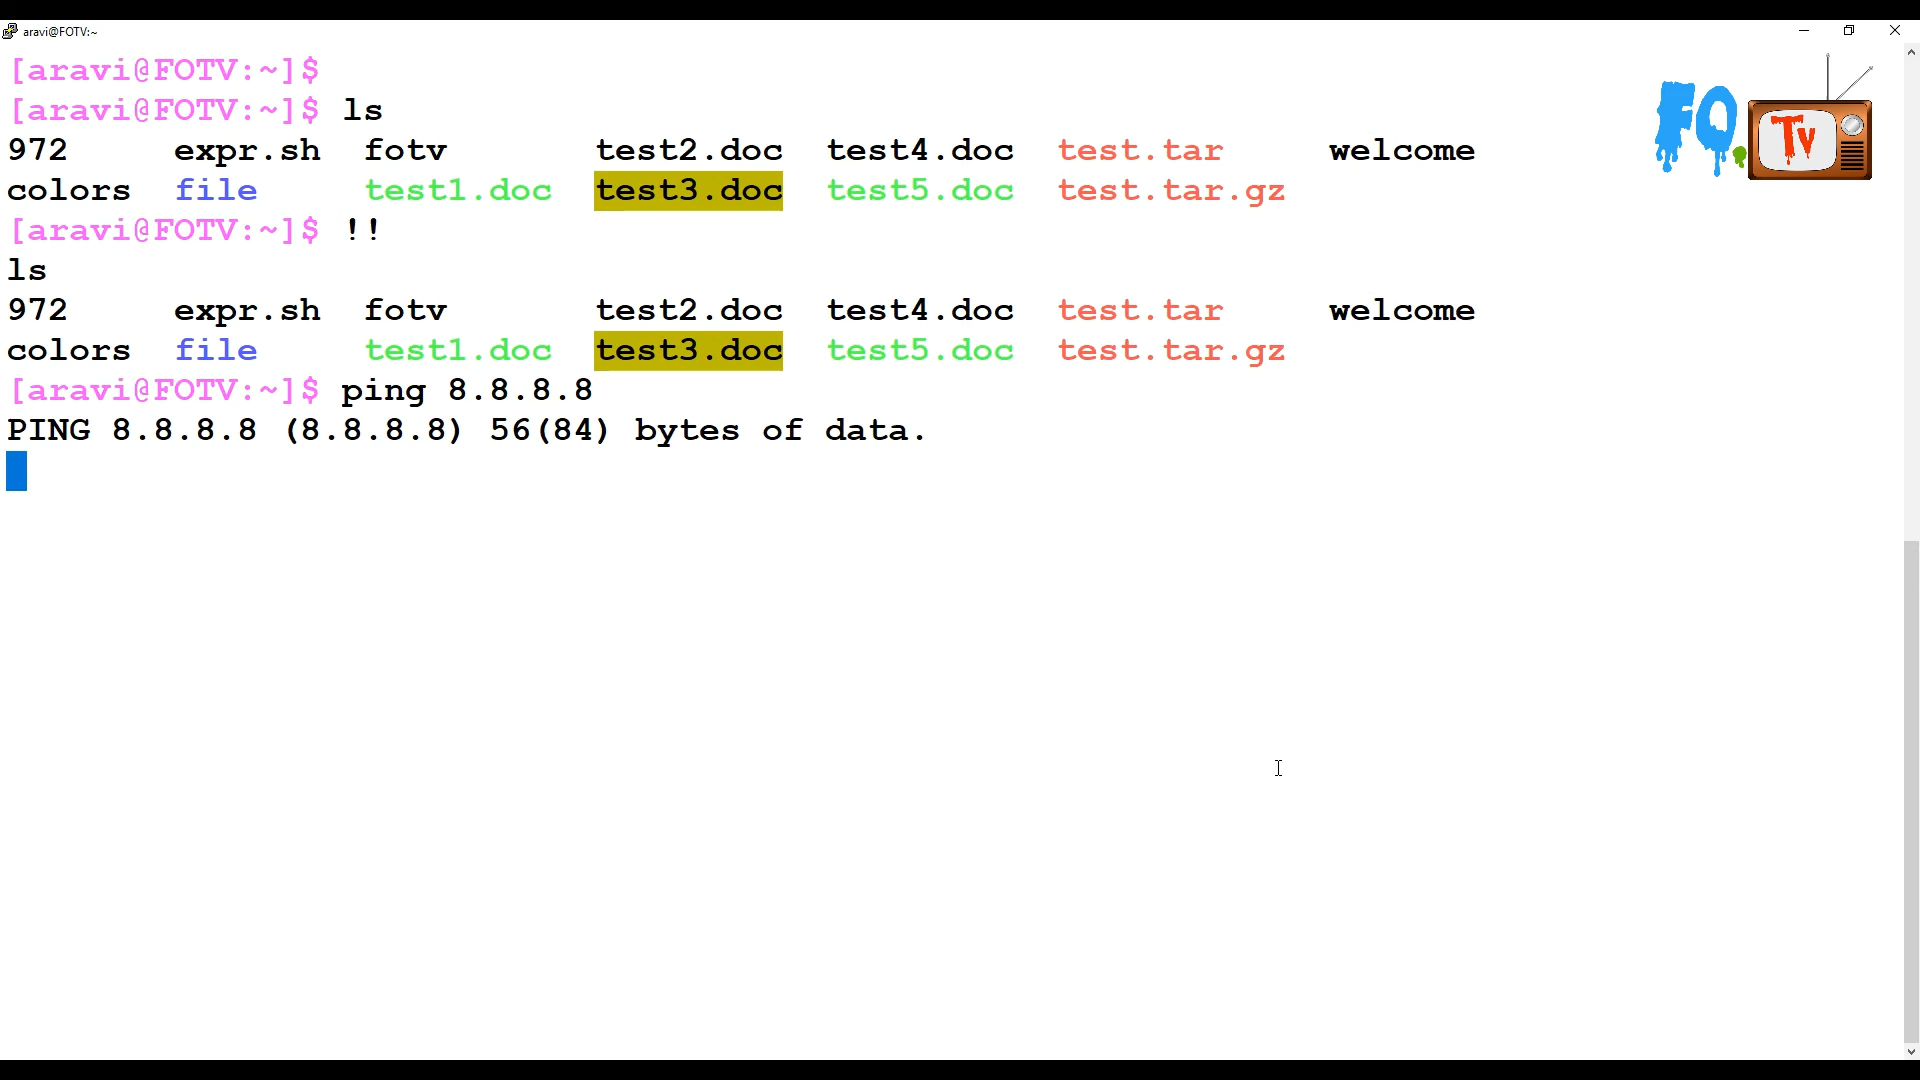 aravi@FOTV:~
[aravi@FOTV:~]$
[aravi@FOTV:~]$ ls
972 expr.sh fotv test2.doc test4.doc test.tar welcome
colors file test1.doc test3.doc test5.doc test.tar.gz
[aravi@FOTV:~]$ !!
ls
972 expr.sh fotv test2.doc test4.doc test.tar welcome
colors file test1.doc test3.doc test5.doc test.tar.gz
[aravi@FOTV:~]$ ping 8.8.8.8
PING 8.8.8.8 (8.8.8.8) 56(84) bytes of data.
FO.Tv